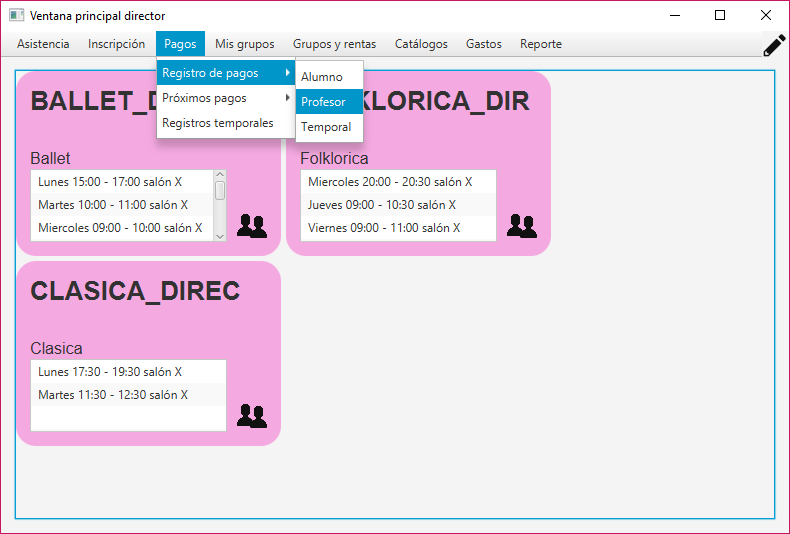 Ventana principal director
Asistencia Inscripción Pagos Mis grupos Grupos y rentas Catálogos Gastos Reporte
Registro de pagos
Próximos pagos
Registros temporales
Alumno
Profesor
Temporal
BALLET_D
KLORICA_DIR
Ballet
Lunes 15:00 - 17:00 salón X
Martes 10:00 - 11:00 salón X
Miercoles 09:00 - 10:00 salón X
Folklorica
Miercoles 20:00 - 20:30 salón X
Jueves 09:00 - 10:30 salón X
Viernes 09:00 - 11:00 salón X
CLASICA_DIREC
Clasica
Lunes 17:30 - 19:30 salón X
Martes 11:30 - 12:30 salón X